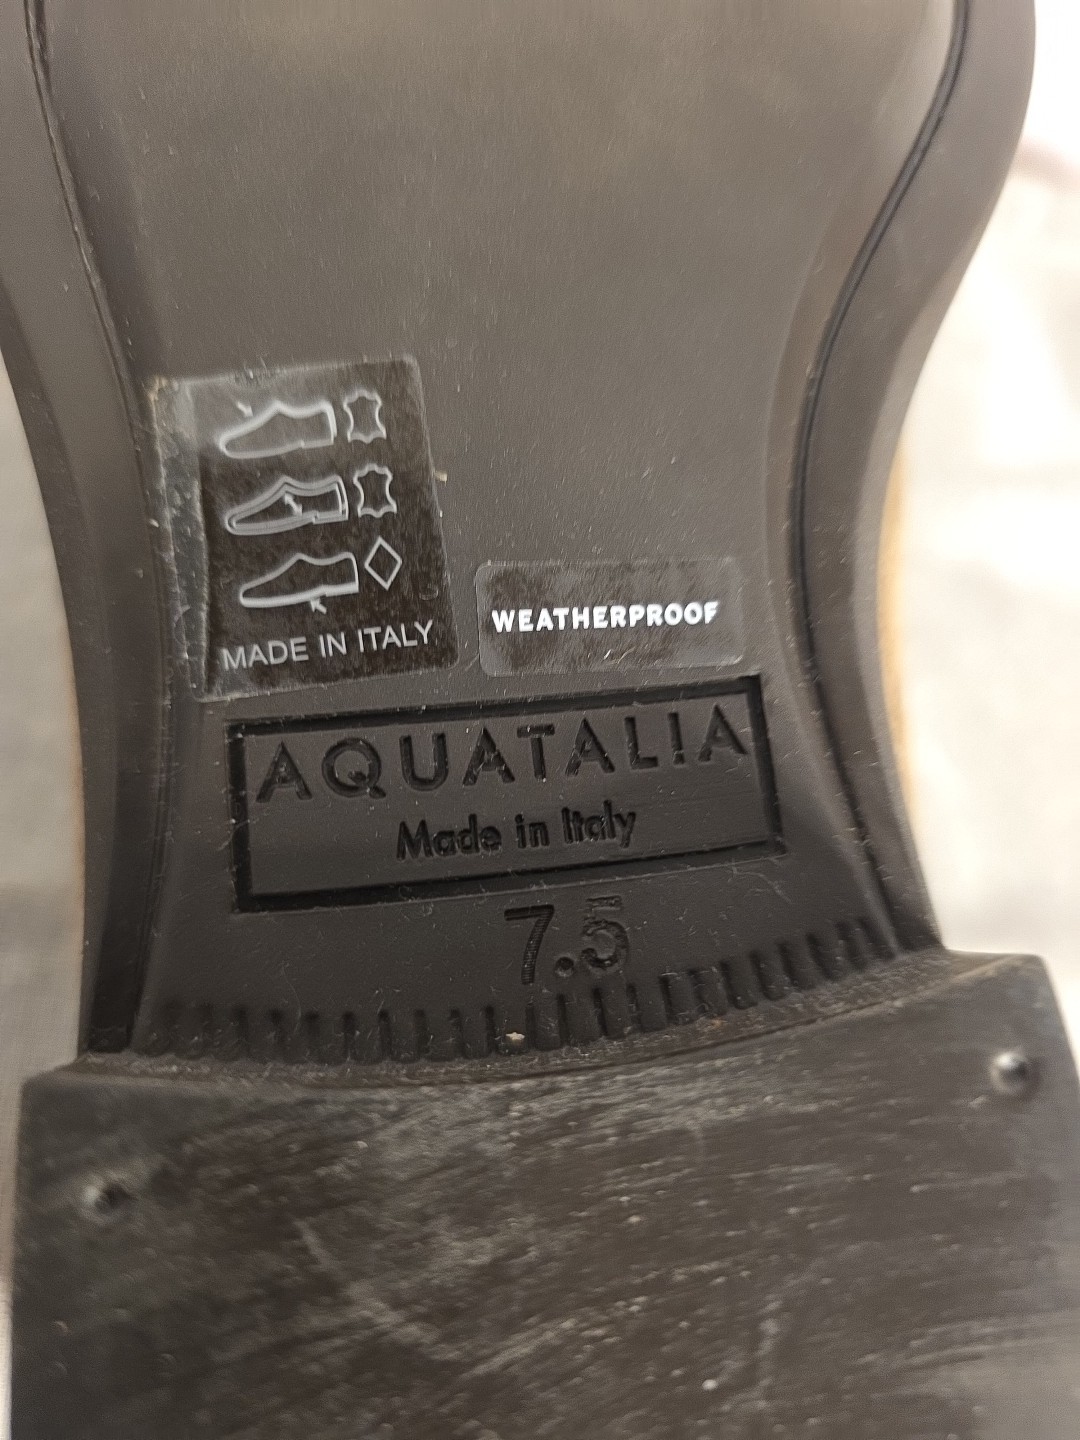 MADE IN ITALY
WEATHERPROOF
AQUATALIA
Made in Italy
7.5